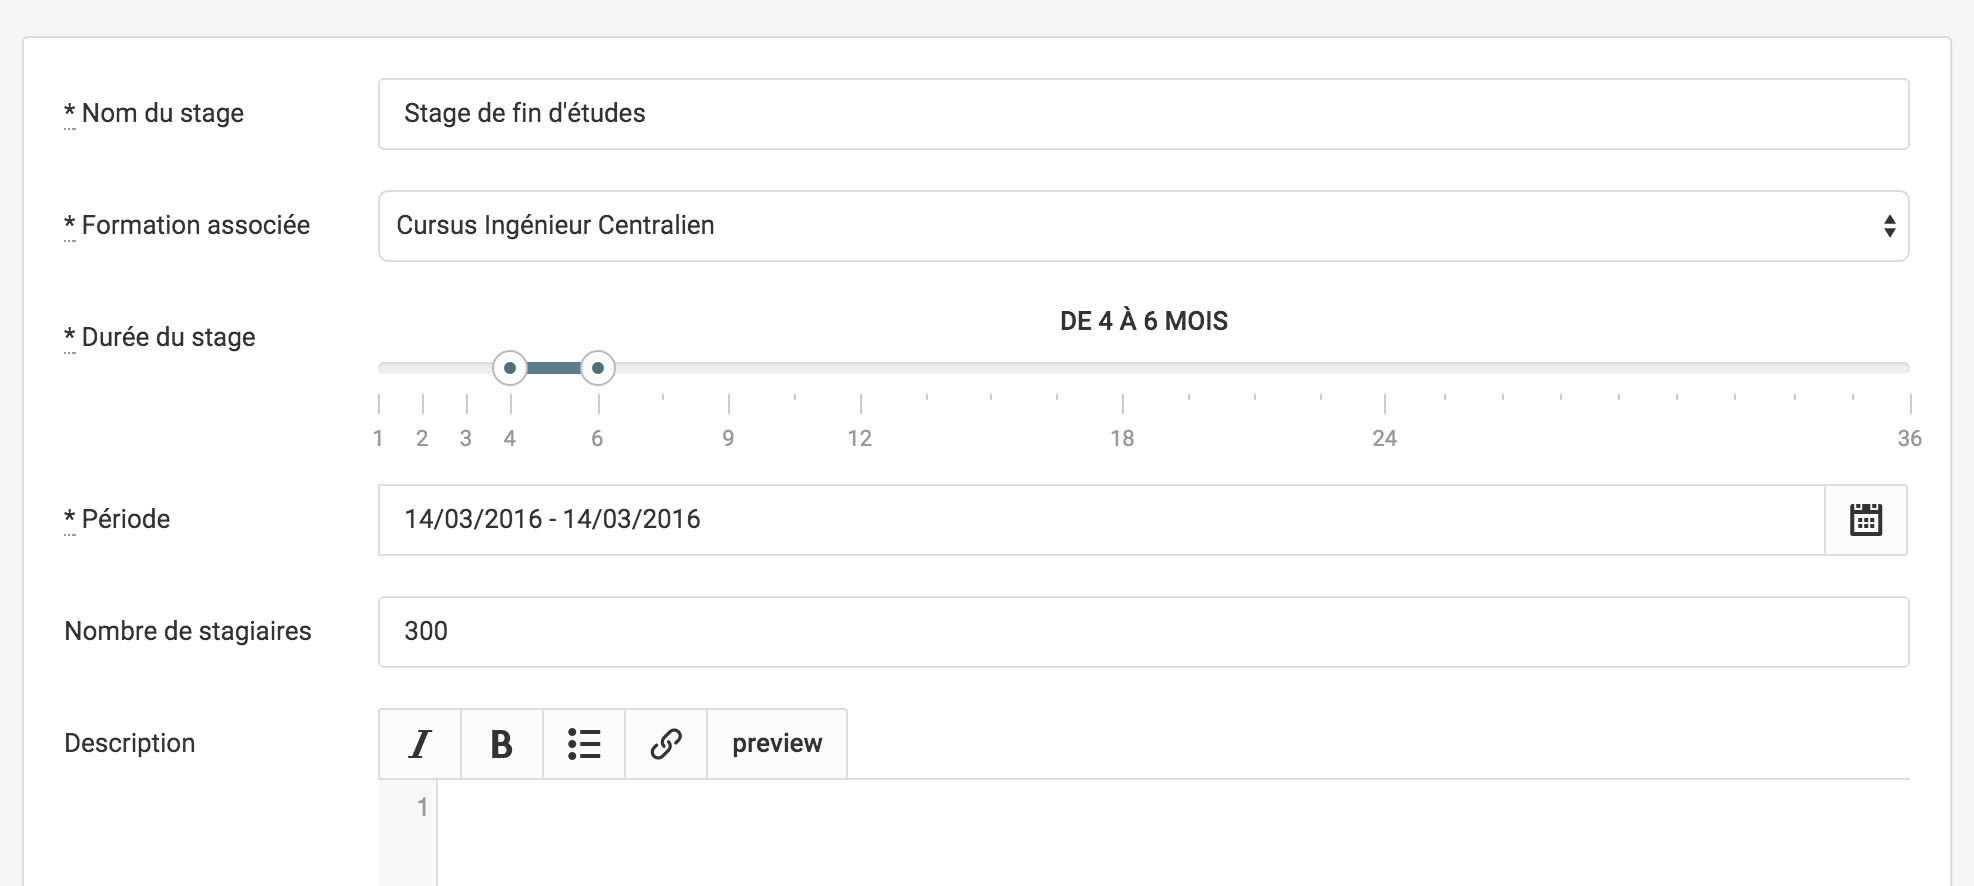 * Nom du stage
Stage de fin d'études
* Formation associée
Cursus Ingénieur Centralien
* Durée du stage
DE 4 À 6 MOIS
1 2 3 4 6 9 12 18 24 36
* Période
14/03/2016 - 14/03/2016
Nombre de stagiaires
300
Description
I B preview
1